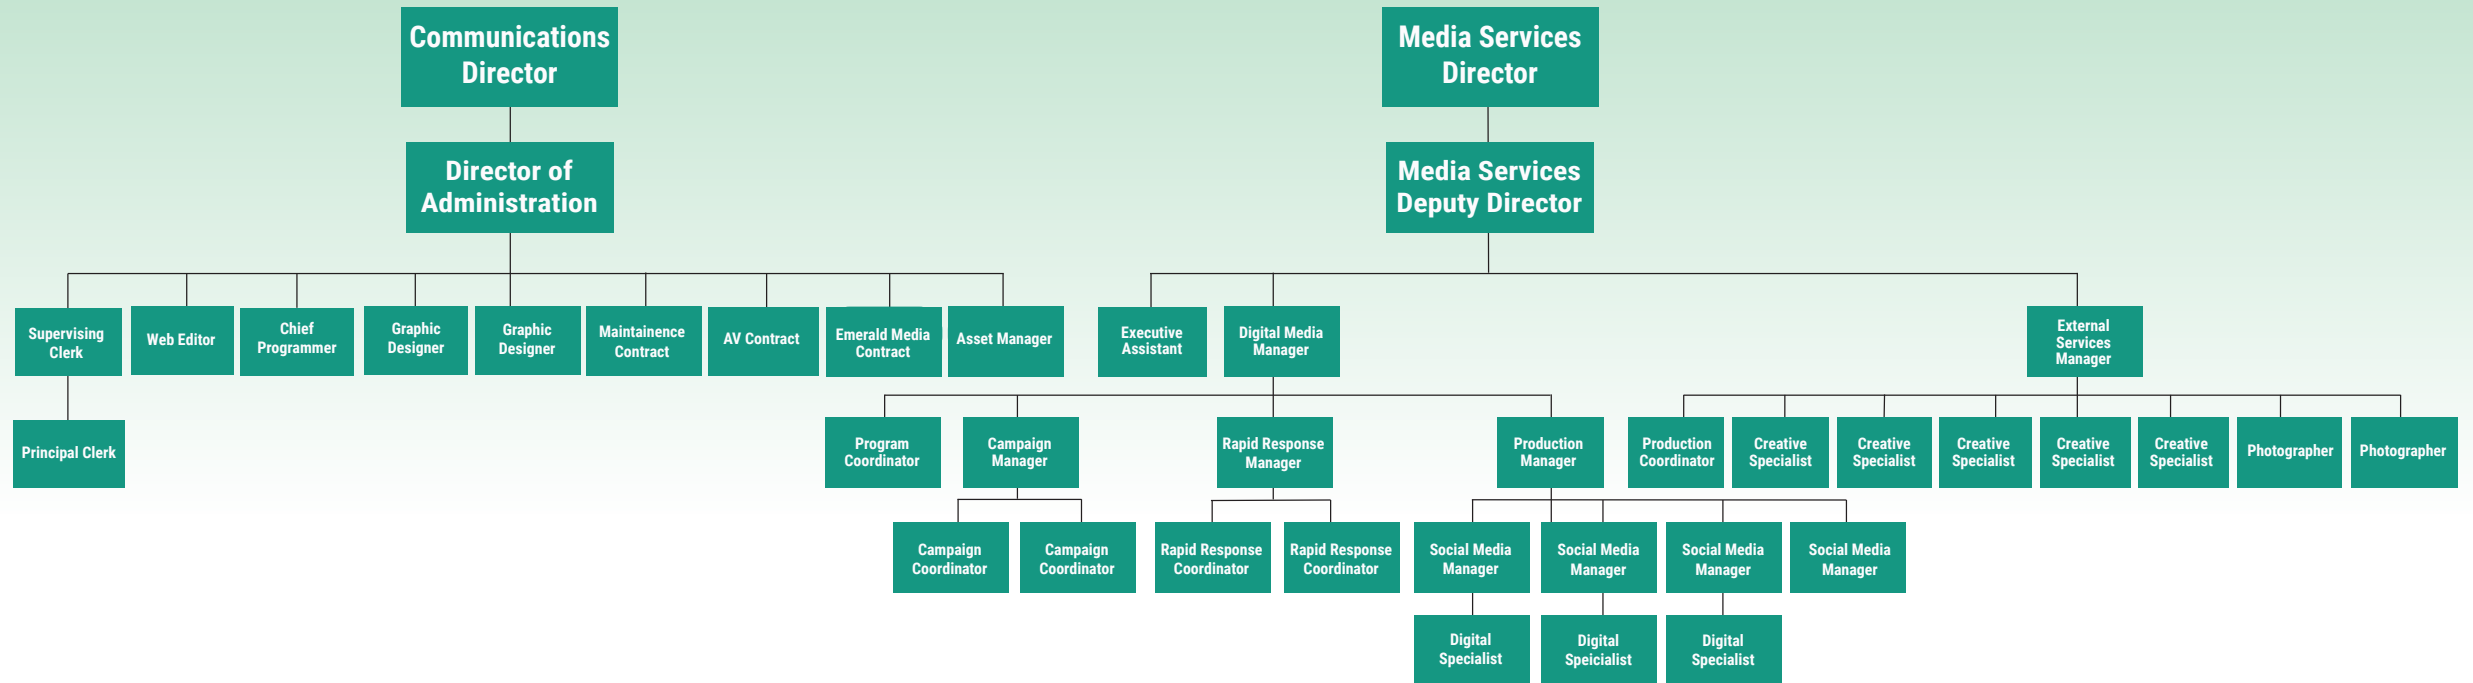 Communications
Director
Media Services
Director
Director of
Administration
Media Services
Deputy Director
Supervising
Clerk
Web Editor
Chief
Programmer
Graphic
Designer
Graphic
Designer
Maintainence
Contract
AV Contract
Emerald Media
Contract
Asset Manager
Executive
Assistant
Digital Media
Manager
External
Services
Manager
Principal Clerk
Program
Coordinator
Campaign
Manager
Rapid Response
Manager
Production
Manager
Production
Coordinator
Creative
Specialist
Creative
Specialist
Creative
Specialist
Creative
Specialist
Creative
Specialist
Photographer
Photographer
Campaign
Coordinator
Campaign
Coordinator
Rapid Response
Coordinator
Rapid Response
Coordinator
Social Media
Manager
Social Media
Manager
Social Media
Manager
Social Media
Manager
Digital
Specialist
Digital
Speicialist
Digital
Specialist